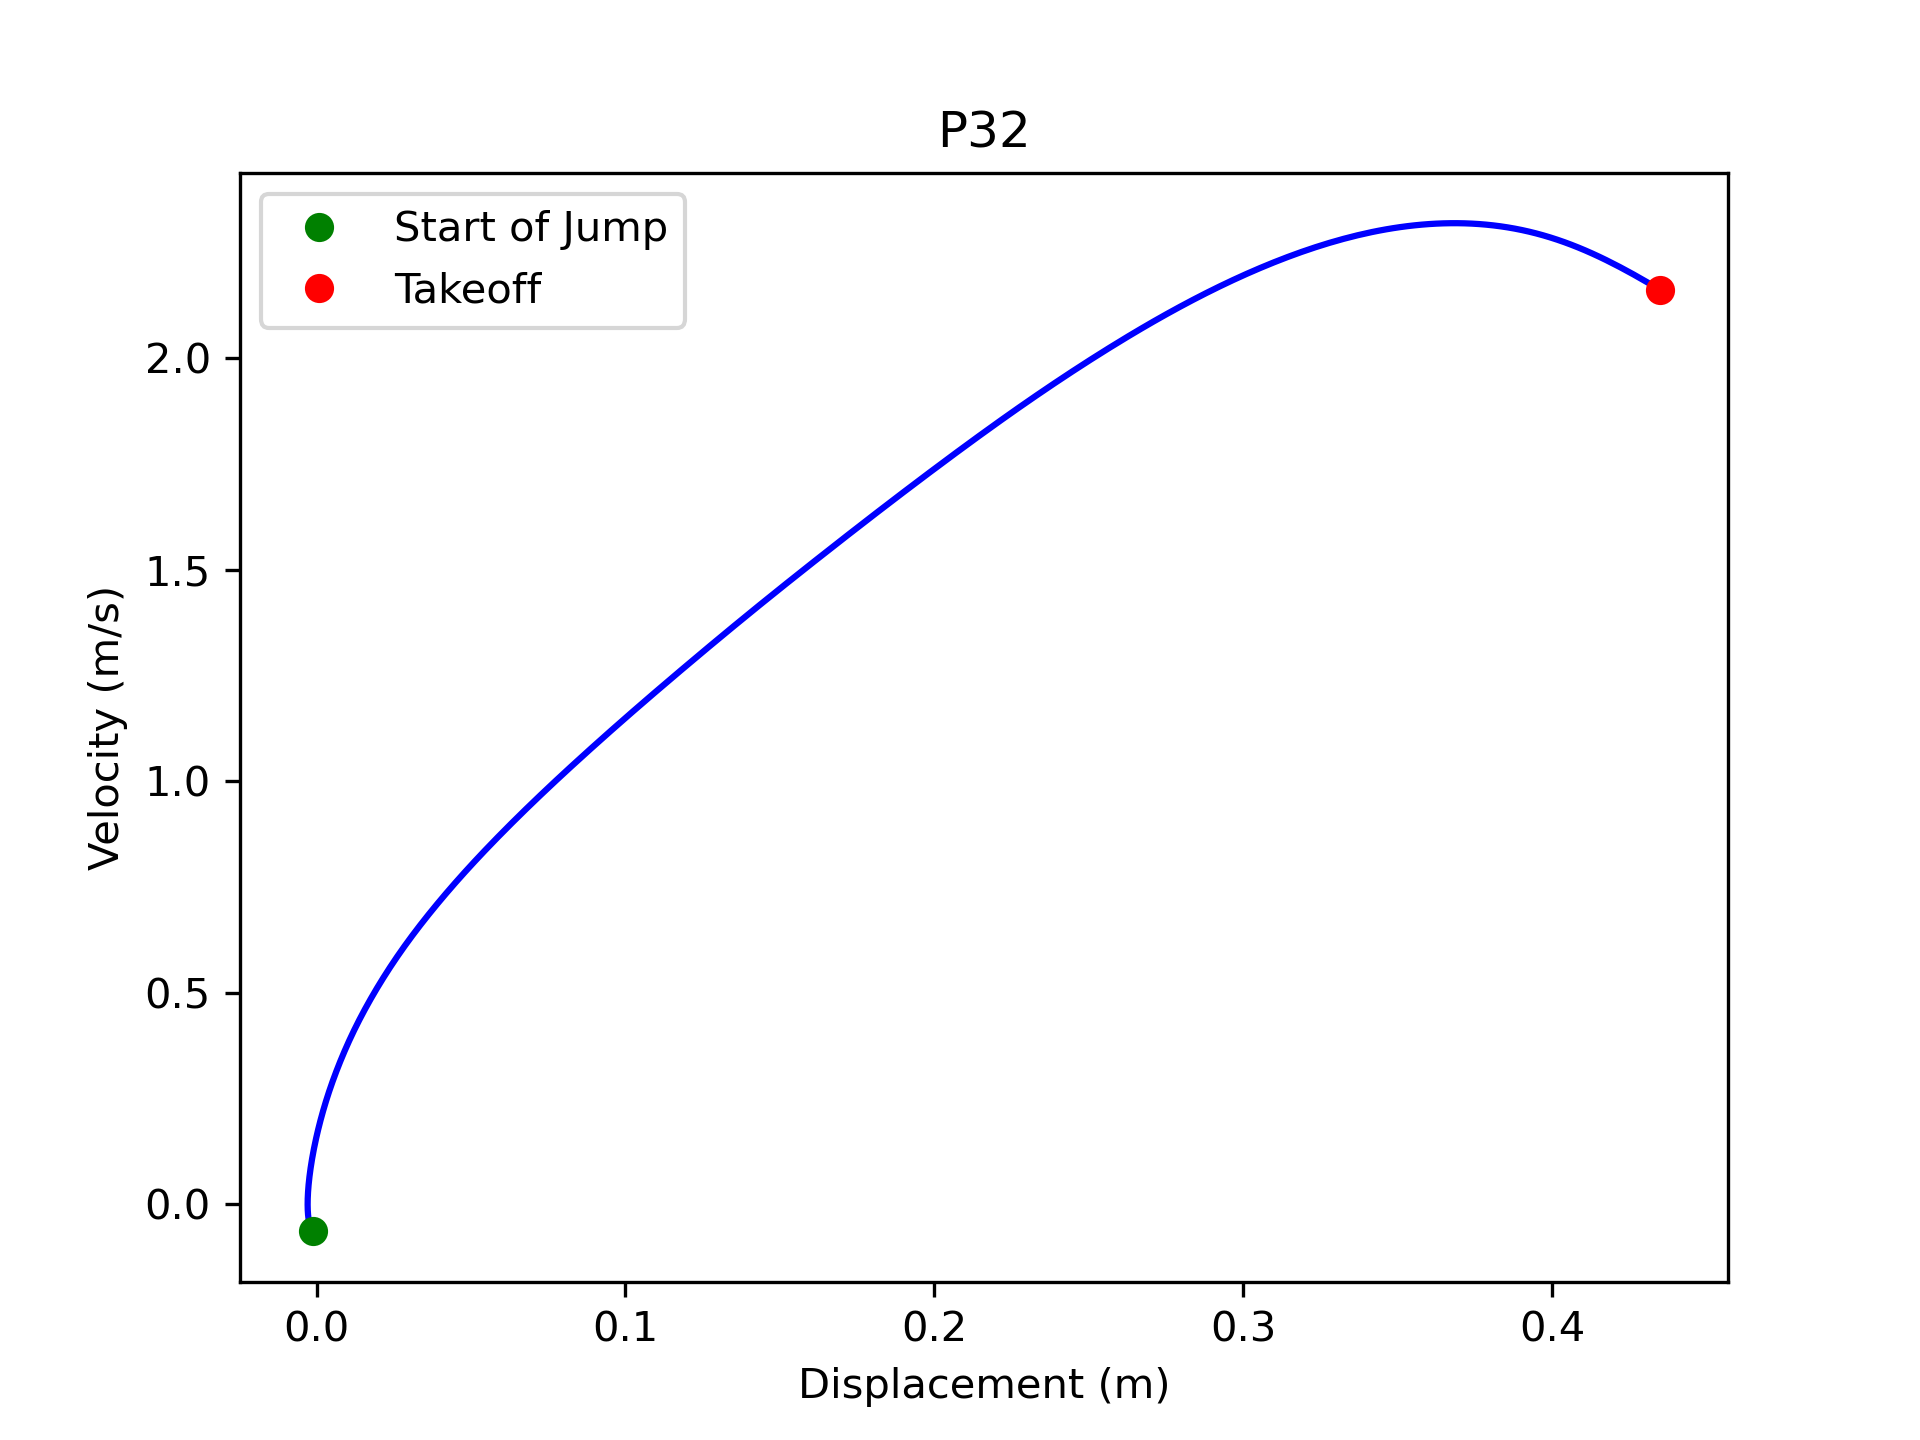 P32
Start of Jump
Takeoff
2.0
1.5
1.0
0.5
0.0
Velocity (m/s)
0.0 0.1 0.2 0.3 0.4
Displacement (m)